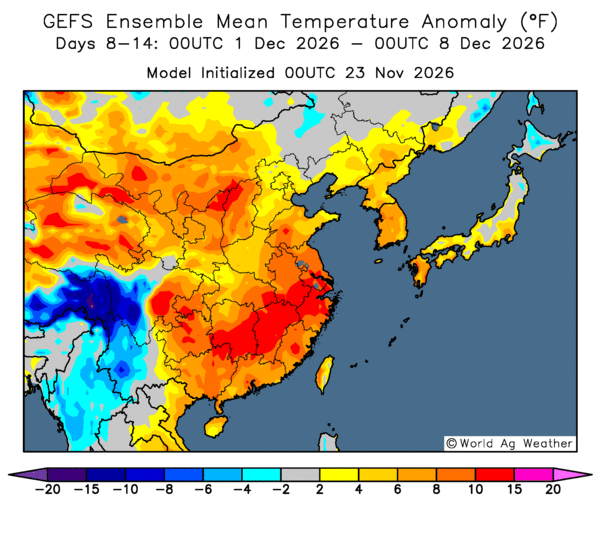 GEFS Ensemble Mean Temperature Anomaly (°F)
Days 8-14: 00UTC 1 Dec 2026 - 00UTC 8 Dec 2026
Model Initialized 00UTC 23 Nov 2026
© World Ag Weather
-20 -15 -10 -8 -6 -4 -2 2 4 6 8 10 15 20